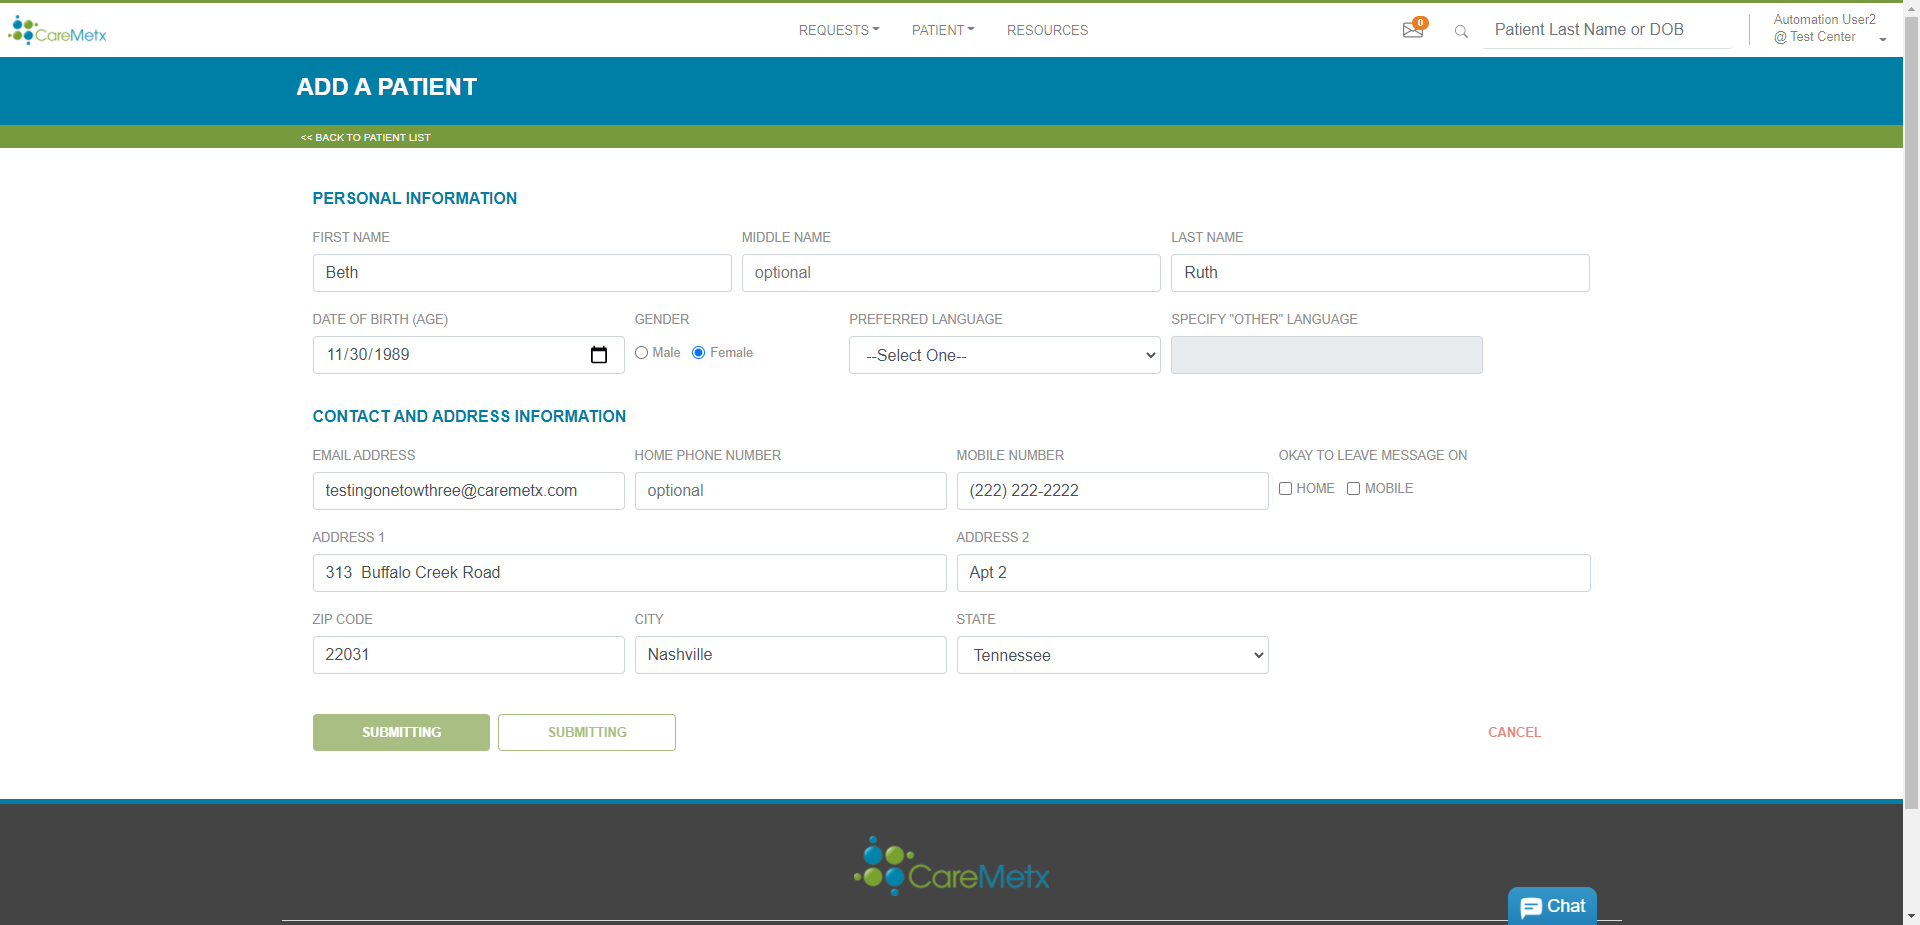 CareMetx
REQUESTS
PATIENT
RESOURCES
0
Patient Last Name or DOB
Automation User2
@ Test Center
ADD A PATIENT
<< BACK TO PATIENT LIST
PERSONAL INFORMATION
FIRST NAME MIDDLE NAME LAST NAME
Beth optional Ruth
DATE OF BIRTH (AGE) GENDER PREFERRED LANGUAGE SPECIFY "OTHER" LANGUAGE
11/30/1989 Male Female --Select One--
CONTACT AND ADDRESS INFORMATION
EMAIL ADDRESS HOME PHONE NUMBER MOBILE NUMBER OKAY TO LEAVE MESSAGE ON
testingonetowthree@caremetx.com optional (222) 222-2222 HOME MOBILE
ADDRESS 1 ADDRESS 2
313  Buffalo Creek Road Apt 2
ZIP CODE CITY STATE
22031 Nashville Tennessee
SUBMITTING SUBMITTING CANCEL
CareMetx
Chat